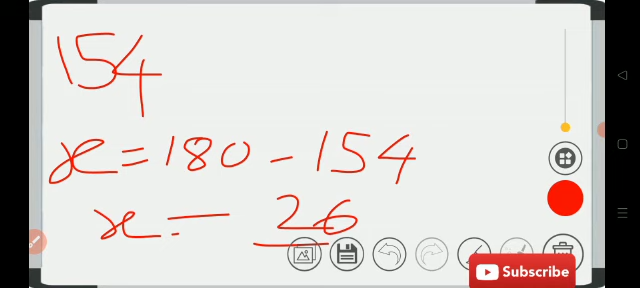 154
x = 180 - 154
x = 26
Subscribe